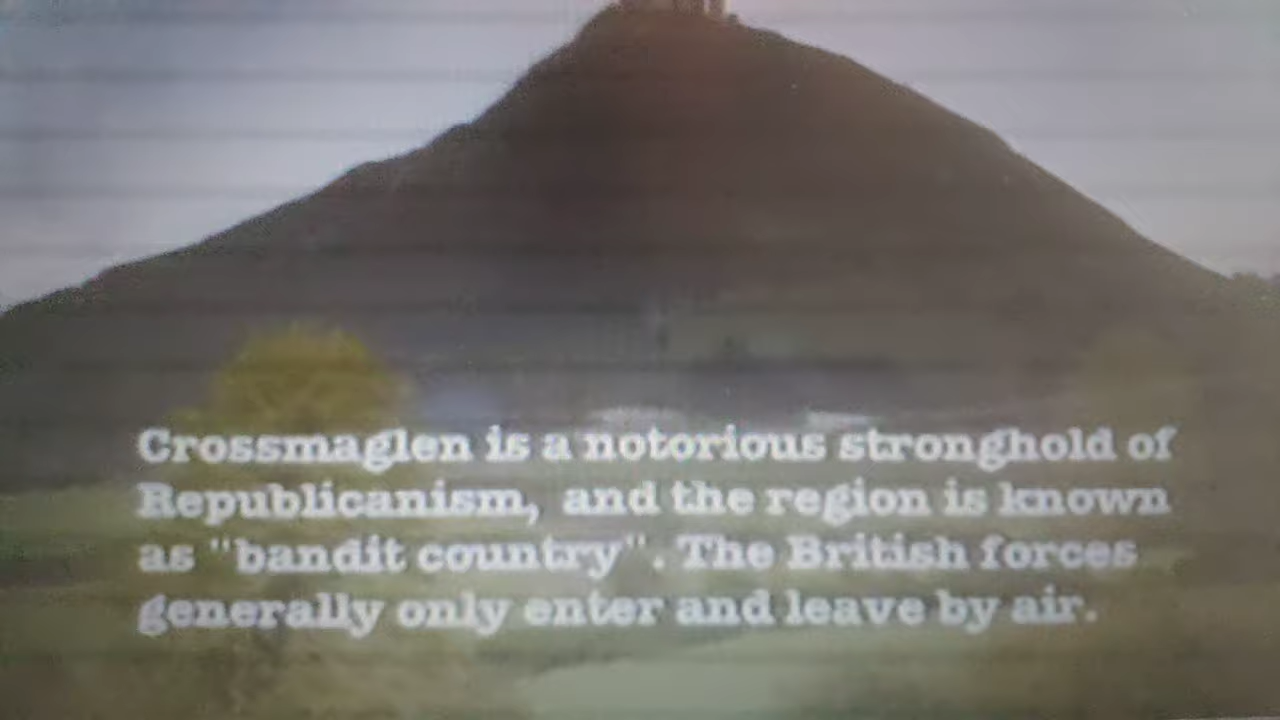 Crossmaglen is a notorious stronghold of
Republicanism, and the region is known
as "bandit country". The British forces
generally only enter and leave by air.